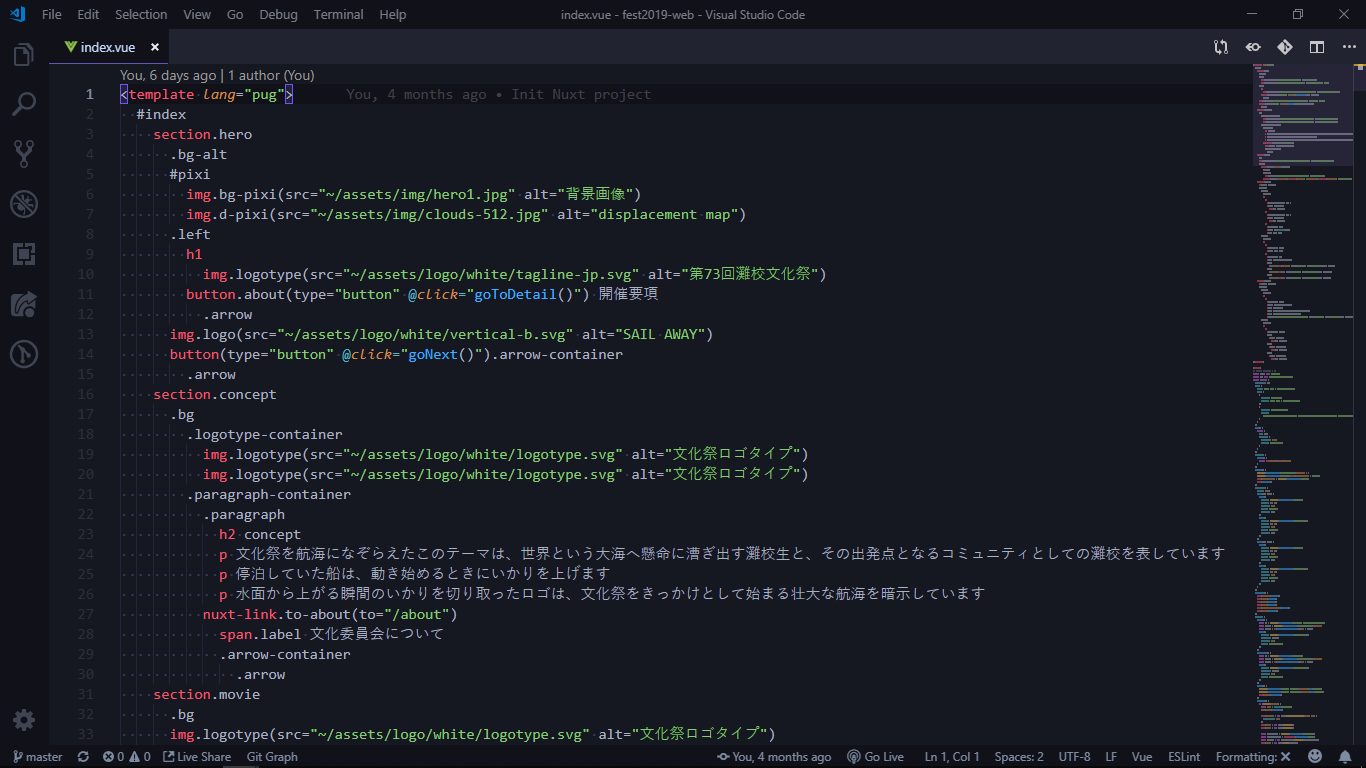 File Edit Selection View Go Debug Terminal Help index.vue - fest2019-web - Visual Studio Code
index.vue
You, 6 days ago | 1 author (You)
1 <template lang="pug"> You, 4 months ago • Init Nuxt project
2 #index
3 section.hero
4 .bg-alt
5 #pixi
6 img.bg-pixi(src="~/assets/img/hero1.jpg" alt="背景画像")
7 img.d-pixi(src="~/assets/img/clouds-512.jpg" alt="displacement map")
8 .left
9 h1
10 img.logotype(src="~/assets/logo/white/tagline-jp.svg" alt="第73回灘校文化祭")
11 button.about(type="button" @click="goToDetail()") 開催要項
12 .arrow
13 img.logo(src="~/assets/logo/white/vertical-b.svg" alt="SAIL AWAY")
14 button(type="button" @click="goNext()").arrow-container
15 .arrow
16 section.concept
17 .bg
18 .logotype-container
19 img.logotype(src="~/assets/logo/white/logotype.svg" alt="文化祭ロゴタイプ")
20 img.logotype(src="~/assets/logo/white/logotype.svg" alt="文化祭ロゴタイプ")
21 .paragraph-container
22 .paragraph
23 h2 concept
24 p 文化祭を航海になぞらえたこのテーマは、世界という大海へ懸命に漕ぎ出す灘校生と、その出発点となるコミュニティとしての灘校を表しています
25 p 停泊していた船は、動き始めるときにいかりを上げます
26 p 水面から上がる瞬間のいかりを切り取ったロゴは、文化祭をきっかけとして始まる壮大な航海を暗示しています
27 nuxt-link.to-about(to="/about")
28 span.label 文化委員会について
29 .arrow-container
30 .arrow
31 section.movie
32 .bg
33 img.logotype(src="~/assets/logo/white/logotype.svg" alt="文化祭ロゴタイプ")
master 0 0 Live Share Git Graph You, 4 months ago Go Live Ln 1, Col 1 Spaces: 2 UTF-8 LF Vue ESLint Formatting: